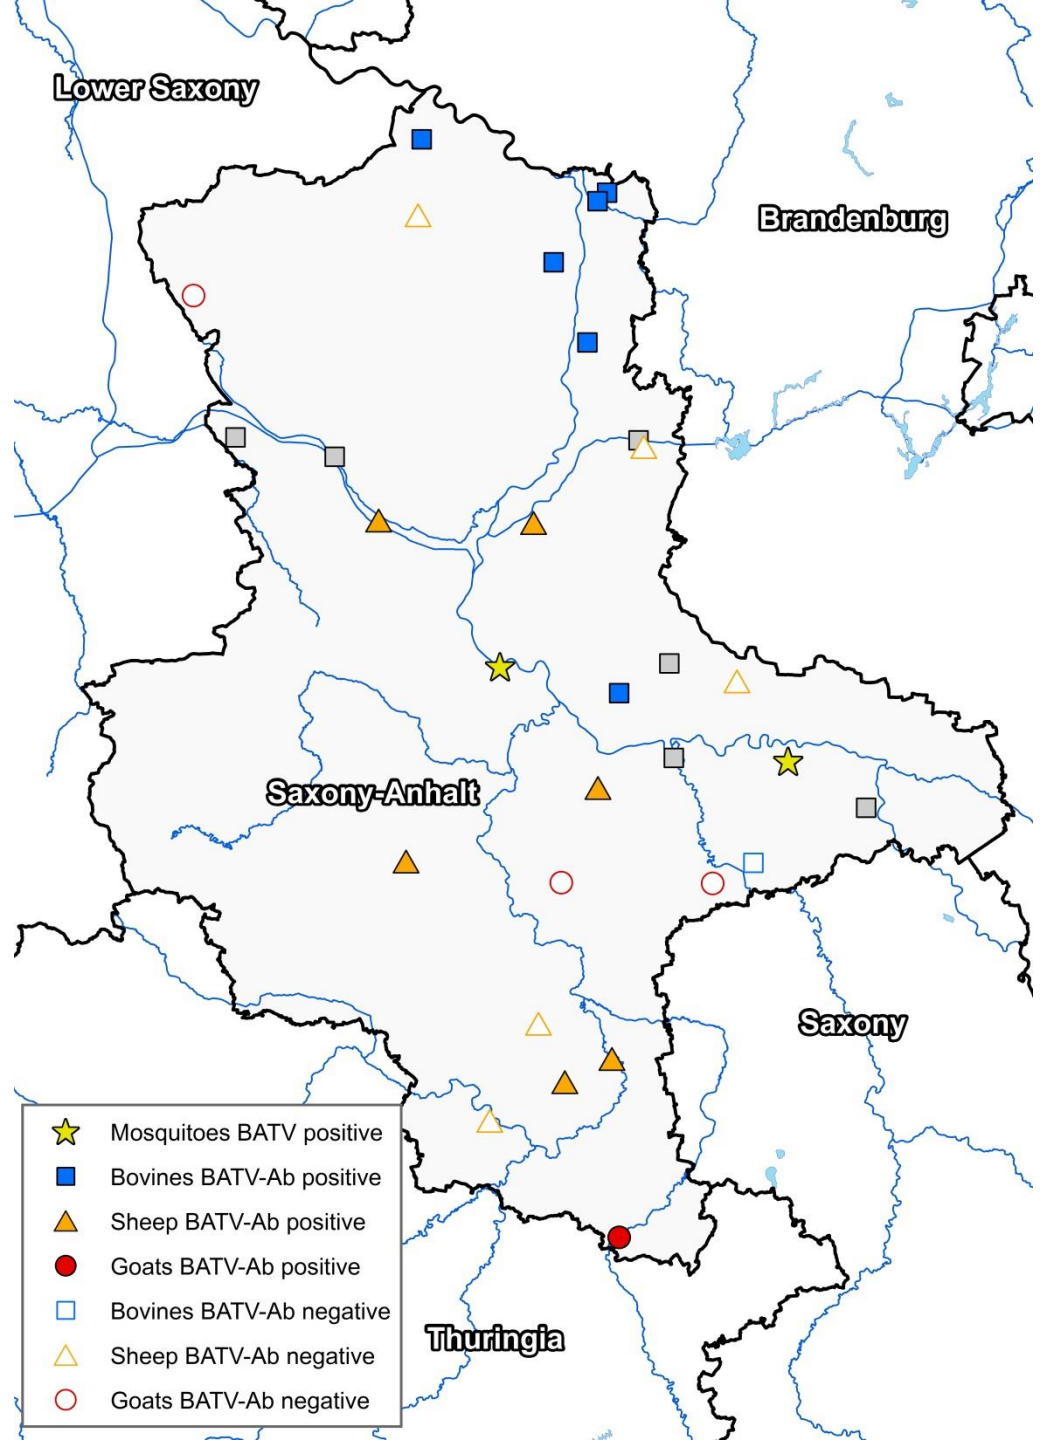 Lower Saxony
Brandenburg
Saxony-Anhalt
Saxony
Thuringia
Mosquitoes BATV positive
Bovines BATV-Ab positive
Sheep BATV-Ab positive
Goats BATV-Ab positive
Bovines BATV-Ab negative
Sheep BATV-Ab negative
Goats BATV-Ab negative